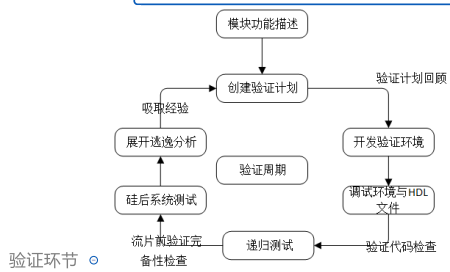 模块功能描述
创建验证计划
验证计划回顾
吸取经验
展开逃逸分析
开发验证环境
验证周期
硅后系统测试
调试环境与HDL
文件
流片前验证完
备性检查
递归测试
验证代码检查
验证环节